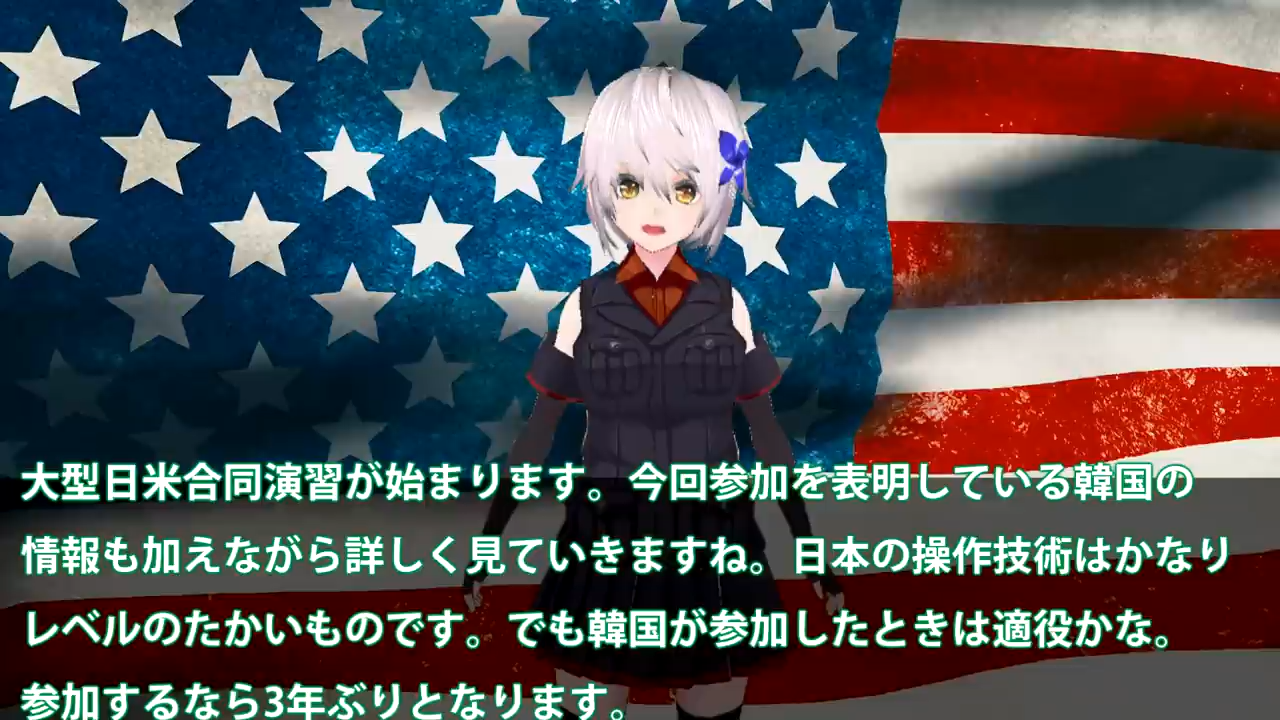 大型日米合同演習が始まります。今回参加を表明している韓国の
情報も加えながら詳しく見ていきますね。日本の操作技術はかなり
レベルのたかいものです。でも韓国が参加したときは適役かな。
参加するなら3年ぶりとなります。